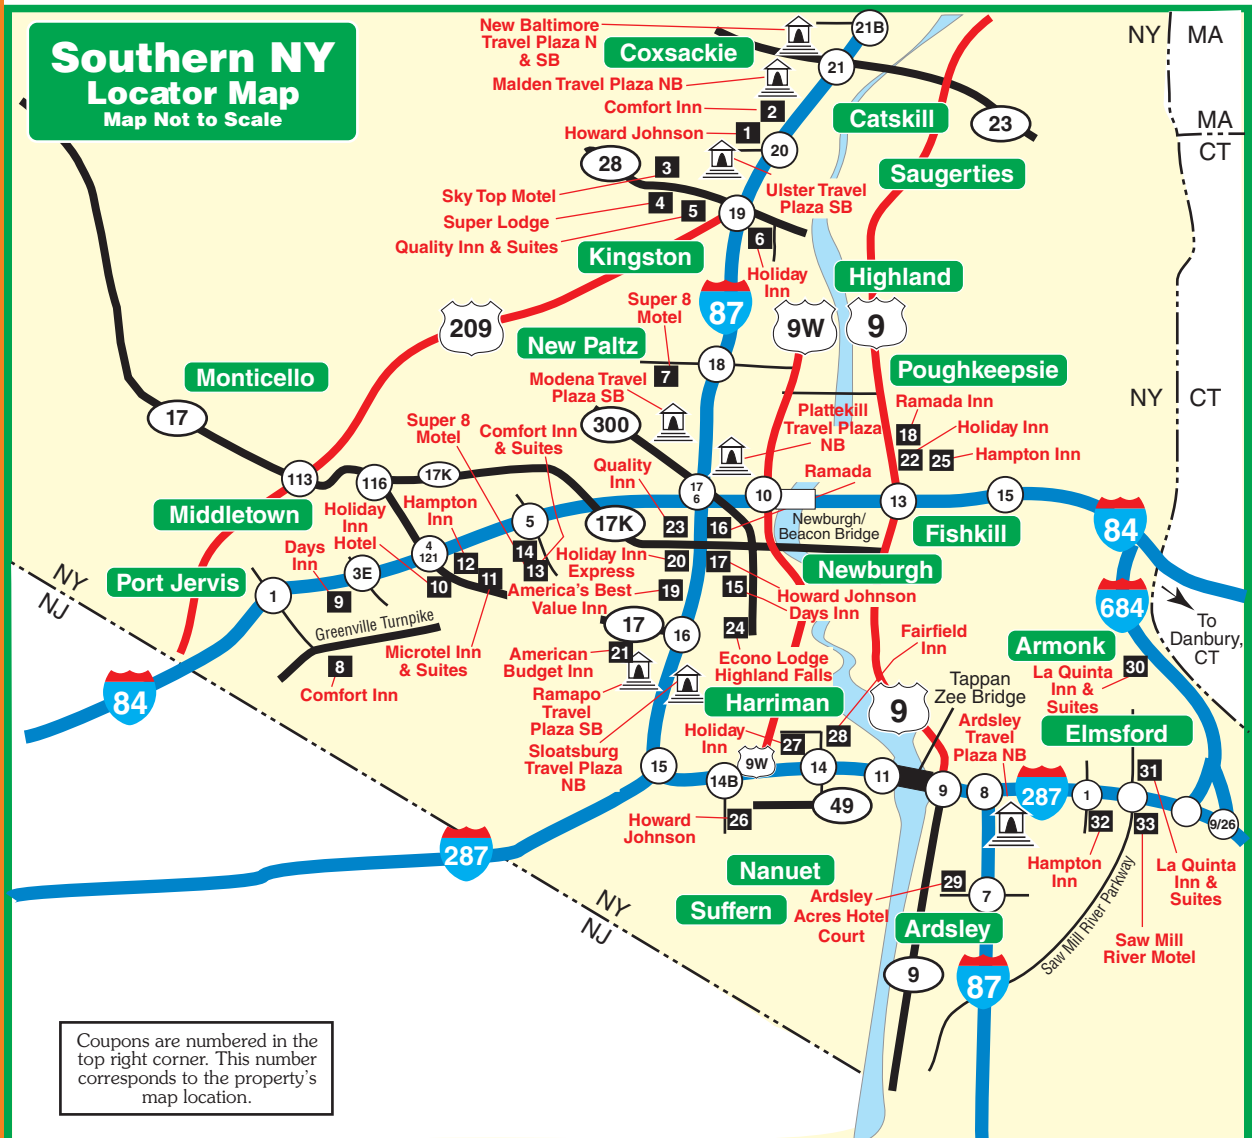 Southern NY
Locator Map
Map Not to Scale
New Baltimore
Travel Plaza N
& SB
21B
NY
MA
Coxsackie
21
Malden Travel Plaza NB
Comfort Inn
2
Catskill
23
MA
CT
Howard Johnson
1
20
28
3
Saugerties
Sky Top Motel
Ulster Travel
Plaza SB
4
5
19
Super Lodge
Quality Inn & Suites
6
Kingston
Holiday
Inn
Highland
Super 8
Motel
87
9W
9
209
New Paltz
18
7
Poughkeepsie
Monticello
Modena Travel
Plaza SB
NY
CT
17
300
Plattekill
Travel Plaza
NB
Ramada Inn
18
Holiday Inn
22
25
Hampton Inn
Super 8
Motel
Comfort Inn
& Suites
Quality
Inn
Ramada
113
116
17K
17
6
10
13
15
Middletown
Holiday
Inn
Hotel
Hampton
Inn
5
17K
23
16
Newburgh/
Beacon Bridge
Fishkill
84
Days
Inn
4
121
12
14
13
Holiday Inn
Express
20
17
Newburgh
NY
NJ
Port Jervis
3E
11
10
9
1
America's Best
Value Inn
19
15
Howard Johnson
Days Inn
684
To
Danbury,
CT
Greenville Turnpike
17
16
24
Fairfield
Inn
Armonk
8
Comfort Inn
Microtel Inn
& Suites
American
Budget Inn
21
Econo Lodge
Highland Falls
La Quinta
Inn &
Suites
30
84
Ramapo
Travel
Plaza SB
Harriman
9
Tappan
Zee Bridge
Ardsley
Travel
Plaza NB
Elmsford
Sloatsburg
Travel Plaza
NB
Holiday
Inn
27
28
15
14B
9W
14
11
9
8
287
1
31
9/26
49
26
Howard
Johnson
32
33
287
Hampton
Inn
La Quinta
Inn &
Suites
Nanuet
29
7
Suffern
Ardsley
Acres Hotel
Court
Ardsley
NY
NJ
Saw Mill River Parkway
Saw Mill
River Motel
9
87
Coupons are numbered in the
top right corner. This number
corresponds to the property's
map location.